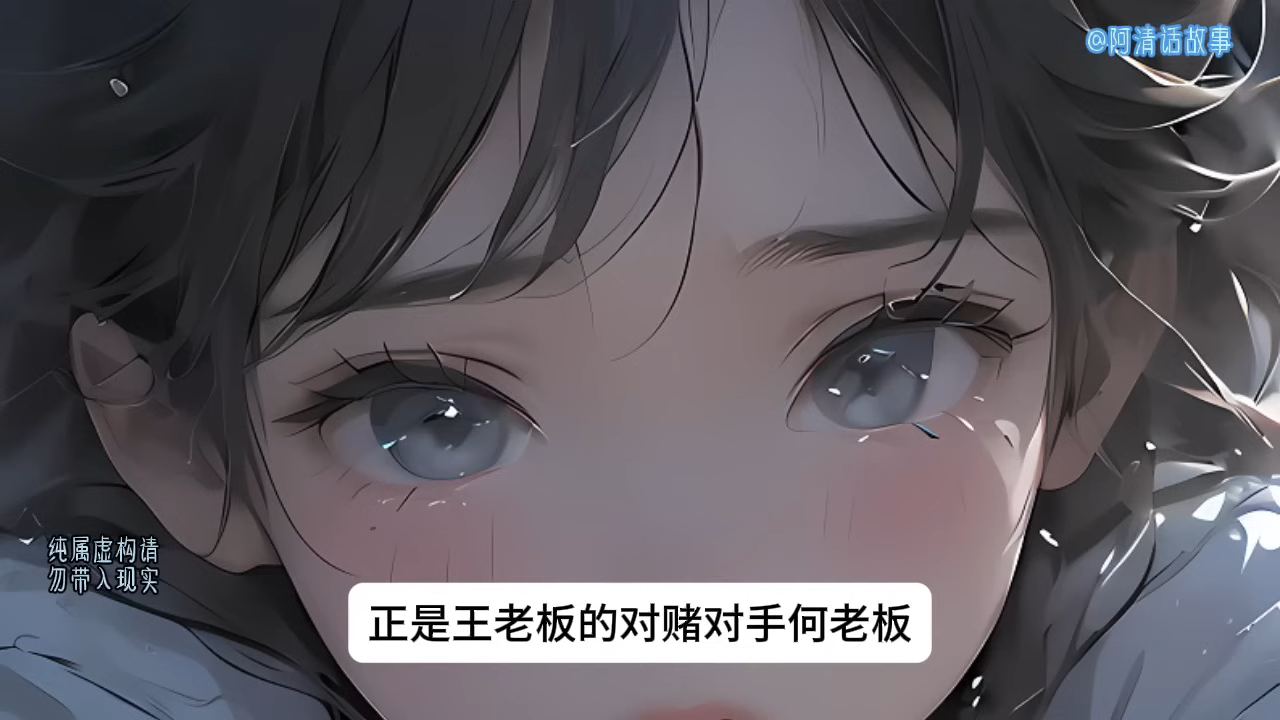 @阿清话故事
纯属虚构请
勿带入现实
正是王老板的对赌对手何老板